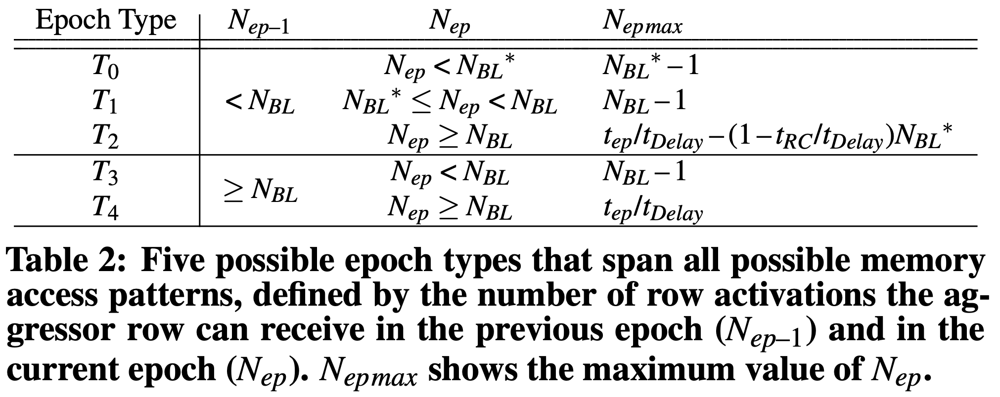 Epoch Type N_{ep−1} N_{ep} N_{epmax}
T_0 N_{ep} < N_{BL}^* N_{BL}^* − 1
T_1 < N_{BL} N_{BL}^* ≤ N_{ep} < N_{BL} N_{BL} − 1
T_2 N_{ep} ≥ N_{BL} t_{ep}/t_{Delay} − (1 − t_{RC}/t_{Delay})N_{BL}^*
T_3 N_{ep} < N_{BL} N_{BL} − 1
≥ N_{BL}
T_4 N_{ep} ≥ N_{BL} t_{ep}/t_{Delay}
Table 2: Five possible epoch types that span all possible memory
access patterns, defined by the number of row activations the ag-
gressor row can receive in the previous epoch (N_{ep−1}) and in the
current epoch (N_{ep}). N_{epmax} shows the maximum value of N_{ep}.